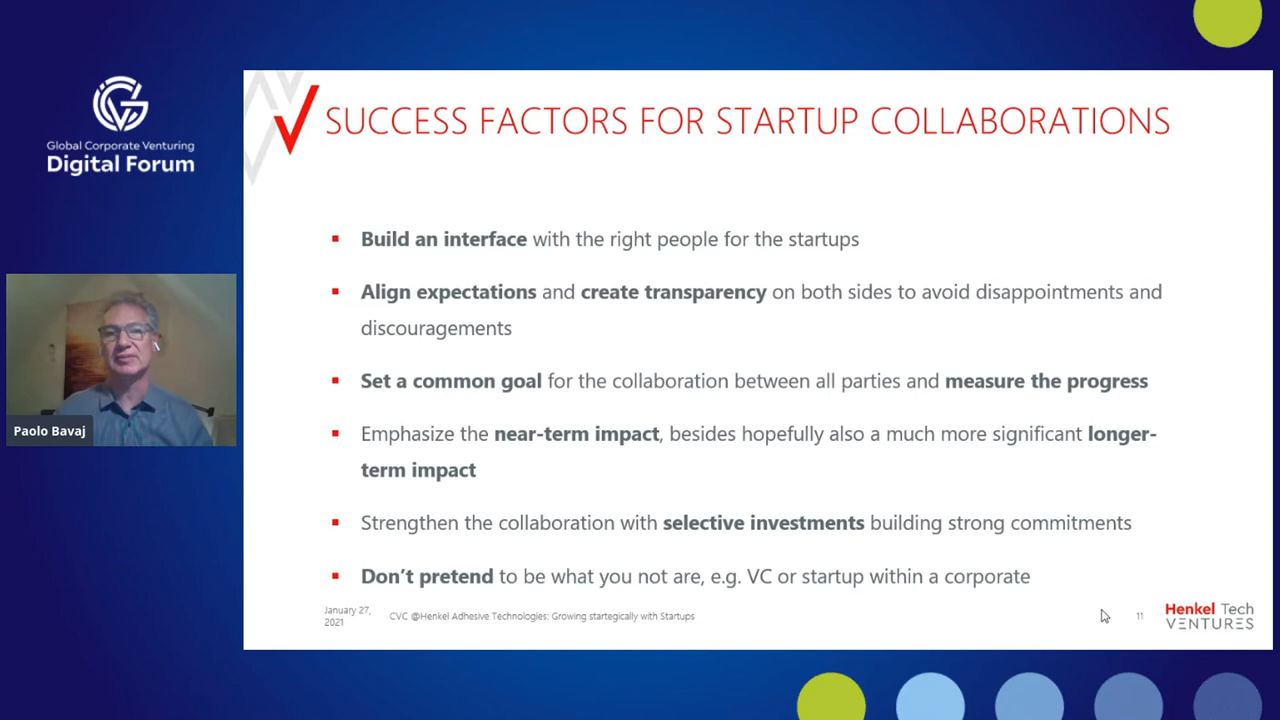 Global Corporate Venturing
Digital Forum
Paolo Bavaj
SUCCESS FACTORS FOR STARTUP COLLABORATIONS
▪ Build an interface with the right people for the startups
▪ Align expectations and create transparency on both sides to avoid disappointments and
discouragements
▪ Set a common goal for the collaboration between all parties and measure the progress
▪ Emphasize the near-term impact, besides hopefully also a much more significant longer-
term impact
▪ Strengthen the collaboration with selective investments building strong commitments
▪ Don't pretend to be what you not are, e.g. VC or startup within a corporate
January 27,
2021
CVC @Henkel Adhesive Technologies: Growing startegically with Startups
11
Henkel Tech
VENTURES